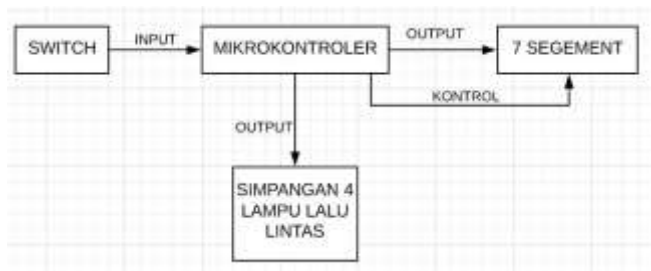 SWITCH
INPUT
MIKROKONTROLER
OUTPUT
7 SEGEMENT
KONTROL
OUTPUT
SIMPANGAN 4
LAMPU LALU
LINTAS